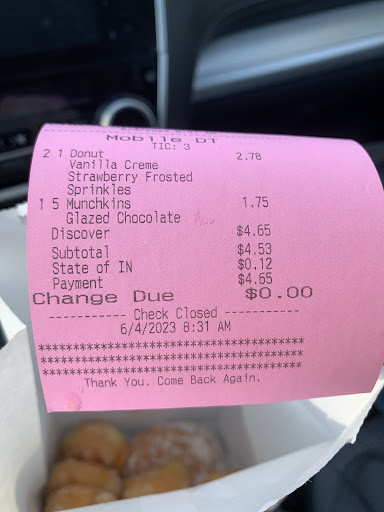 Mobile DT
TIC: 3
2 1 Donut 2.78
Vanilla Creme
Strawberry Frosted
Sprinkles
1 5 Munchkins 1.75
Glazed Chocolate
Discover $4.65
Subtotal $4.53
State of IN $0.12
Payment $4.65
Change Due $0.00
----------- Check Closed -----------
6/4/2023 8:31 AM
************************************
************************************
************************************
Thank You. Come Back Again.